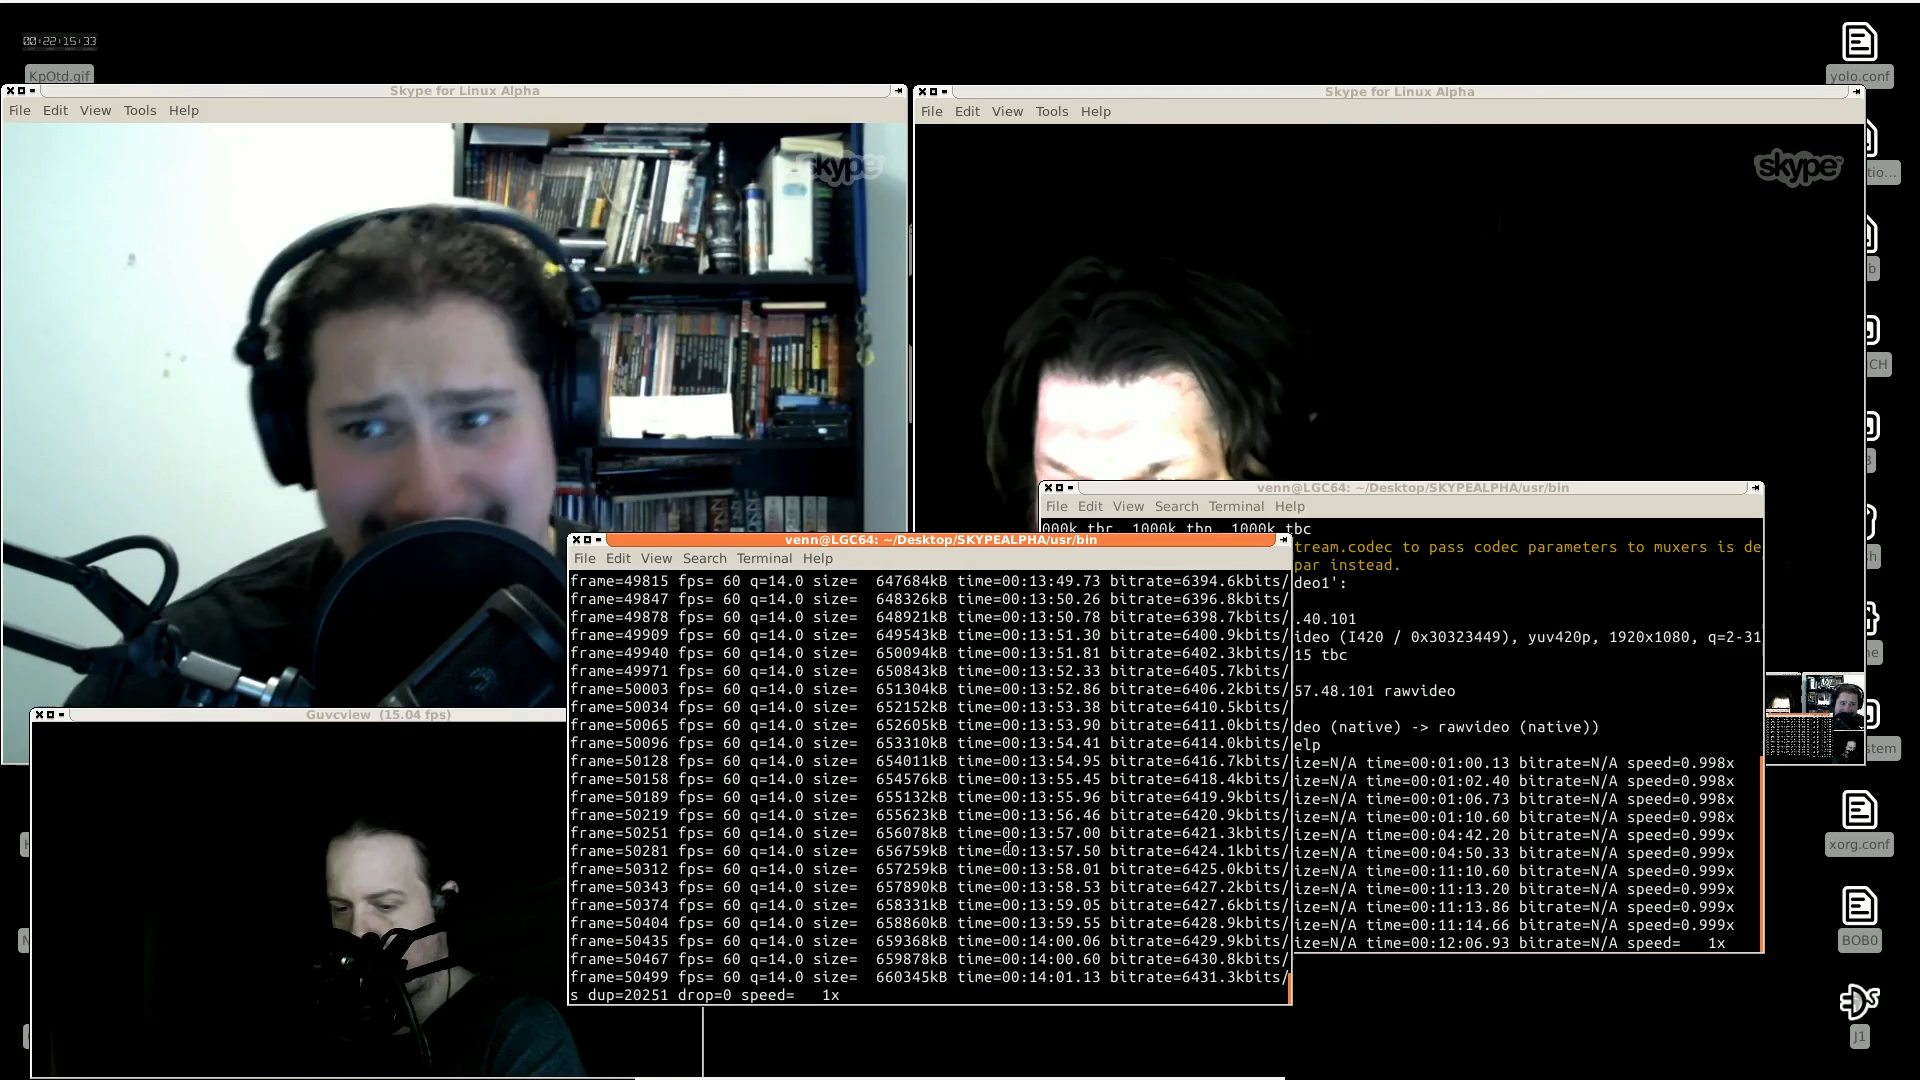 00:22:15:33
KpOtd.gif
yolo.conf
Skype for Linux Alpha
File Edit View Tools Help
skype
Skype for Linux Alpha
File Edit View Tools Help
skype™
tio...
b
CH
venn@LGC64: ~/Desktop/SKYPEALPHA/usr/bin
File Edit View Search Terminal Help
000k tbr, 1000k tbn, 1000k tbc
tream.codec to pass codec parameters to muxers is de
par instead.
deo1':
.40.101
ideo (I420 / 0x30323449), yuv420p, 1920x1080, q=2-31
15 tbc
57.48.101 rawvideo
deo (native) -> rawvideo (native))
elp
ize=N/A time=00:01:00.13 bitrate=N/A speed=0.998x
ize=N/A time=00:01:02.40 bitrate=N/A speed=0.998x
ize=N/A time=00:01:06.73 bitrate=N/A speed=0.998x
ize=N/A time=00:01:10.60 bitrate=N/A speed=0.998x
ize=N/A time=00:04:42.20 bitrate=N/A speed=0.999x
ize=N/A time=00:04:50.33 bitrate=N/A speed=0.999x
ize=N/A time=00:11:10.60 bitrate=N/A speed=0.999x
ize=N/A time=00:11:13.20 bitrate=N/A speed=0.999x
ize=N/A time=00:11:13.86 bitrate=N/A speed=0.999x
ize=N/A time=00:11:14.66 bitrate=N/A speed=0.999x
ize=N/A time=00:12:06.93 bitrate=N/A speed= 1x
venn@LGC64: ~/Desktop/SKYPEALPHA/usr/bin
File Edit View Search Terminal Help
frame=49815 fps= 60 q=14.0 size= 647684kB time=00:13:49.73 bitrate=6394.6kbits/
frame=49847 fps= 60 q=14.0 size= 648326kB time=00:13:50.26 bitrate=6396.8kbits/
frame=49878 fps= 60 q=14.0 size= 648921kB time=00:13:50.78 bitrate=6398.7kbits/
frame=49909 fps= 60 q=14.0 size= 649543kB time=00:13:51.30 bitrate=6400.9kbits/
frame=49940 fps= 60 q=14.0 size= 650094kB time=00:13:51.81 bitrate=6402.3kbits/
frame=49971 fps= 60 q=14.0 size= 650843kB time=00:13:52.33 bitrate=6405.7kbits/
frame=50003 fps= 60 q=14.0 size= 651304kB time=00:13:52.86 bitrate=6406.2kbits/
frame=50034 fps= 60 q=14.0 size= 652152kB time=00:13:53.38 bitrate=6410.5kbits/
frame=50065 fps= 60 q=14.0 size= 652605kB time=00:13:53.90 bitrate=6411.0kbits/
frame=50096 fps= 60 q=14.0 size= 653310kB time=00:13:54.41 bitrate=6414.0kbits/
frame=50128 fps= 60 q=14.0 size= 654011kB time=00:13:54.95 bitrate=6416.7kbits/
frame=50158 fps= 60 q=14.0 size= 654576kB time=00:13:55.45 bitrate=6418.4kbits/
frame=50189 fps= 60 q=14.0 size= 655132kB time=00:13:55.96 bitrate=6419.9kbits/
frame=50219 fps= 60 q=14.0 size= 655623kB time=00:13:56.46 bitrate=6420.9kbits/
frame=50251 fps= 60 q=14.0 size= 656078kB time=00:13:57.00 bitrate=6421.3kbits/
frame=50281 fps= 60 q=14.0 size= 656759kB time=00:13:57.50 bitrate=6424.1kbits/
frame=50312 fps= 60 q=14.0 size= 657259kB time=00:13:58.01 bitrate=6425.0kbits/
frame=50343 fps= 60 q=14.0 size= 657890kB time=00:13:58.53 bitrate=6427.2kbits/
frame=50374 fps= 60 q=14.0 size= 658331kB time=00:13:59.05 bitrate=6427.6kbits/
frame=50404 fps= 60 q=14.0 size= 658860kB time=00:13:59.55 bitrate=6428.9kbits/
frame=50435 fps= 60 q=14.0 size= 659368kB time=00:14:00.06 bitrate=6429.9kbits/
frame=50467 fps= 60 q=14.0 size= 659878kB time=00:14:00.60 bitrate=6430.8kbits/
frame=50499 fps= 60 q=14.0 size= 660345kB time=00:14:01.13 bitrate=6431.3kbits/
s dup=20251 drop=0 speed= 1x
Guvcview (15.04 fps)
sh
ne
stem
xorg.conf
BOB0
J1